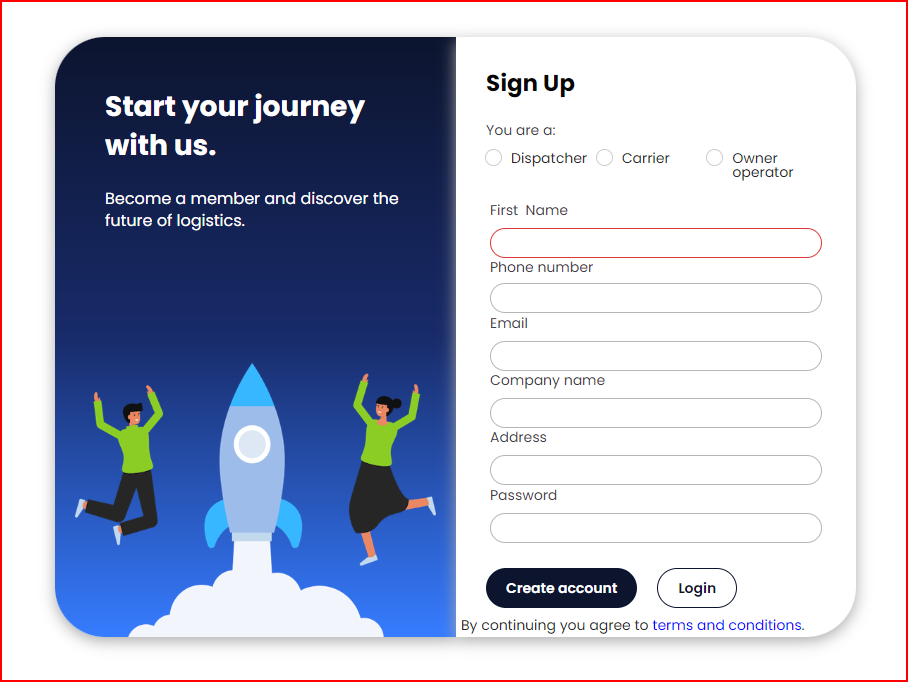 Start your journey
with us.
Become a member and discover the
future of logistics.
Sign Up
You are a:
Dispatcher Carrier Owner
operator
First Name
Phone number
Email
Company name
Address
Password
Create account Login
By continuing you agree to terms and conditions.